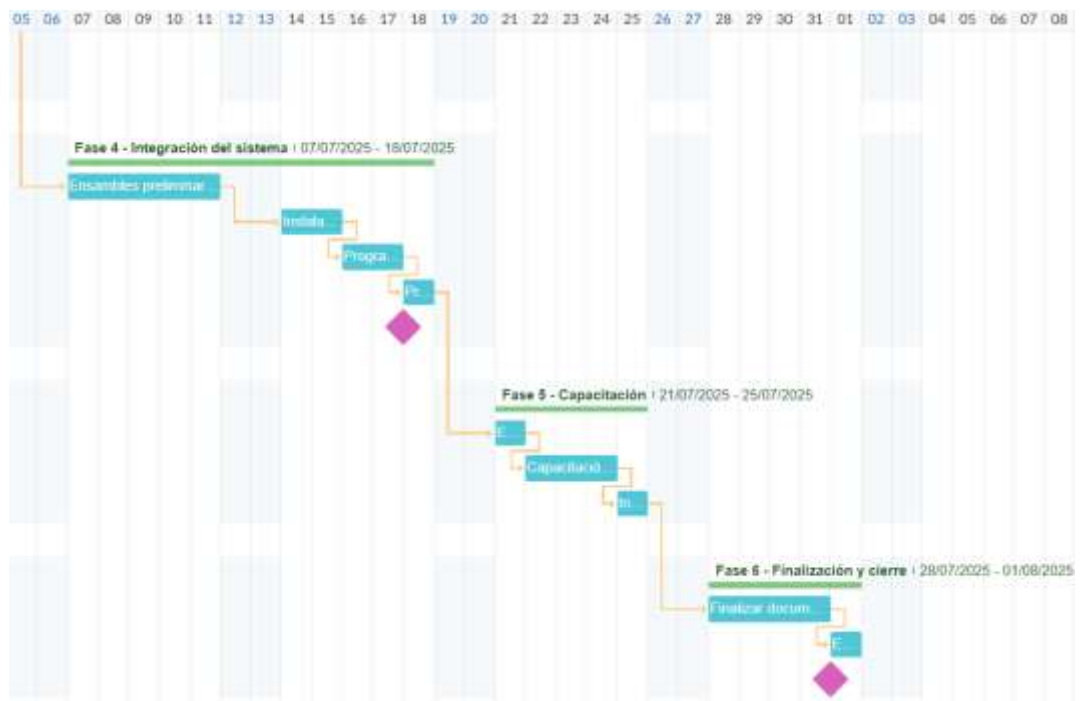 05 06 07 08 09 10 11 12 13 14 15 16 17 18 19 20 21 22 23 24 25 26 27 28 29 30 31 01 02 03 04 05 06 07 08
Fase 4 - Integración del sistema | 07/07/2025 - 18/07/2025
Ensambles preliminar...
Instala...
Progra...
Fase 5 - Capacitación | 21/07/2025 - 25/07/2025
E...
Capacitació...
In...
Fase 6 - Finalización y cierre | 28/07/2025 - 01/08/2025
Finalizar docum...
E...